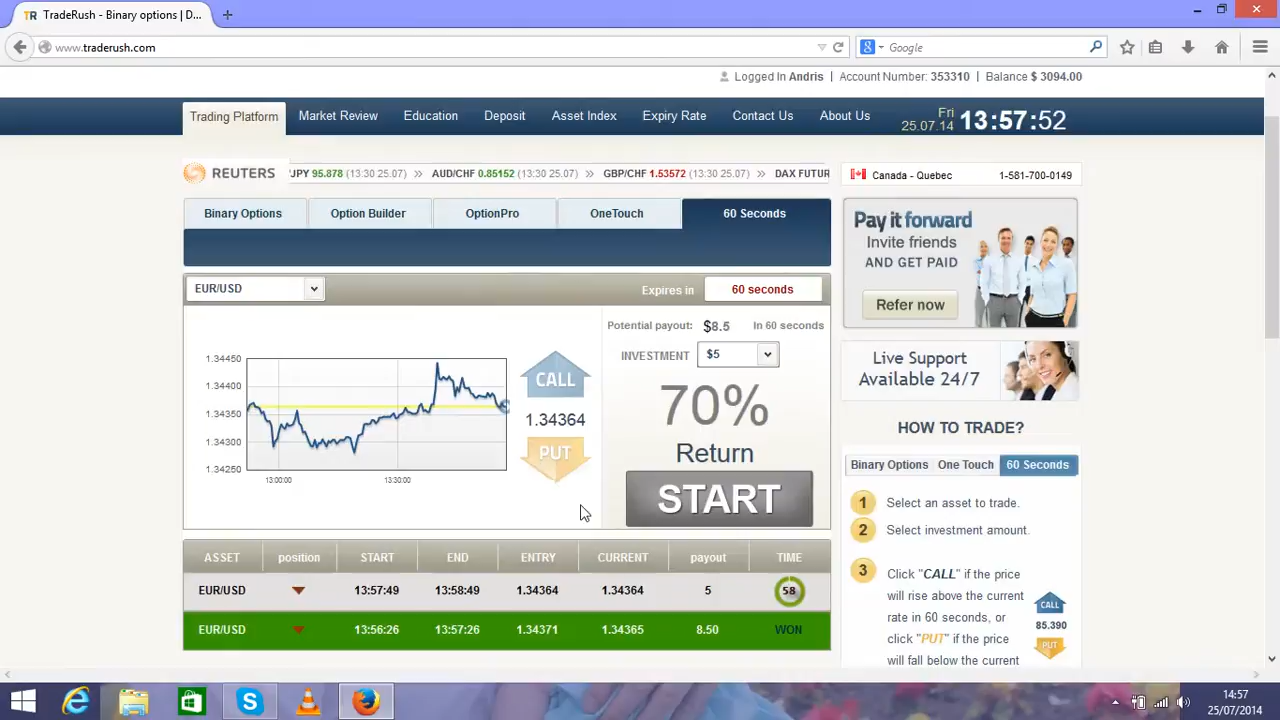 TradeRush - Binary options | D...
www.traderush.com
Google
Logged In Andris | Account Number: 353310 | Balance $ 3094.00
Trading Platform Market Review Education Deposit Asset Index Expiry Rate Contact Us About Us
Fri 25.07.14 13:57:52
REUTERS /JPY 95.878 (13:30 25.07) AUD/CHF 0.85152 (13:30 25.07) GBP/CHF 1.53572 (13:30 25.07) DAX FUTUR
Canada - Quebec 1-581-700-0149
Binary Options Option Builder OptionPro OneTouch 60 Seconds
Pay it forward
Invite friends
AND GET PAID
Refer now
EUR/USD Expires in 60 seconds
Potential payout: $8.5 In 60 seconds
INVESTMENT $5
1.34450
1.34400
1.34350
1.34300
1.34250
13:00:00 13:30:00
CALL
1.34364
PUT
70%
Return
START
Live Support
Available 24/7
HOW TO TRADE?
Binary Options One Touch 60 Seconds
1 Select an asset to trade.
2 Select investment amount.
3 Click "CALL" if the price
will rise above the current
rate in 60 seconds, or
click "PUT" if the price
will fall below the current
CALL
85.390
PUT
ASSET position START END ENTRY CURRENT payout TIME
EUR/USD 13:57:49 13:58:49 1.34364 1.34364 5 58
EUR/USD 13:56:26 13:57:26 1.34371 1.34365 8.50 WON
14:57
25/07/2014